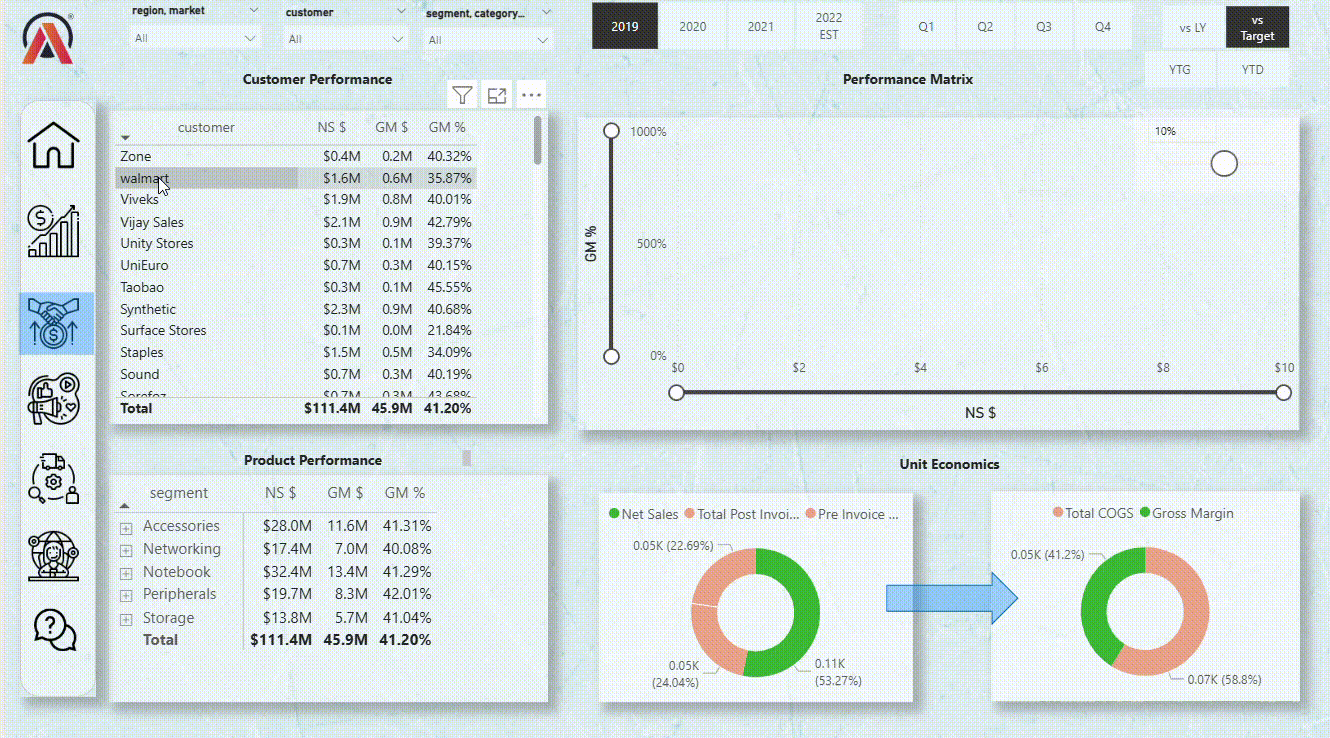 region, market
All
customer
All
segment, category...
All
2019
2020
2021
2022
EST
Q1
Q2
Q3
Q4
vs LY
vs
Target
YTG
YTD
Customer Performance
customer NS $ GM $ GM %
Zone $0.4M 0.2M 40.32%
walmart $1.6M 0.6M 35.87%
Viveks $1.9M 0.8M 40.01%
Vijay Sales $2.1M 0.9M 42.79%
Unity Stores $0.3M 0.1M 39.37%
UniEuro $0.7M 0.3M 40.15%
Taobao $0.3M 0.1M 45.55%
Synthetic $2.3M 0.9M 40.68%
Surface Stores $0.1M 0.0M 21.84%
Staples $1.5M 0.5M 34.09%
Sound $0.7M 0.3M 40.19%
Sorefoz $0.7M 0.3M 43.68%
Total $111.4M 45.9M 41.20%
Performance Matrix
10%
1000%
500%
0%
GM %
$0 $2 $4 $6 $8 $10
NS $
Product Performance
segment NS $ GM $ GM %
Accessories $28.0M 11.6M 41.31%
Networking $17.4M 7.0M 40.08%
Notebook $32.4M 13.4M 41.29%
Peripherals $19.7M 8.3M 42.01%
Storage $13.8M 5.7M 41.04%
Total $111.4M 45.9M 41.20%
Unit Economics
Net Sales Total Post Invoi... Pre Invoice ...
0.05K (22.69%)
0.05K
(24.04%)
0.11K
(53.27%)
Total COGS Gross Margin
0.05K (41.2%)
0.07K (58.8%)